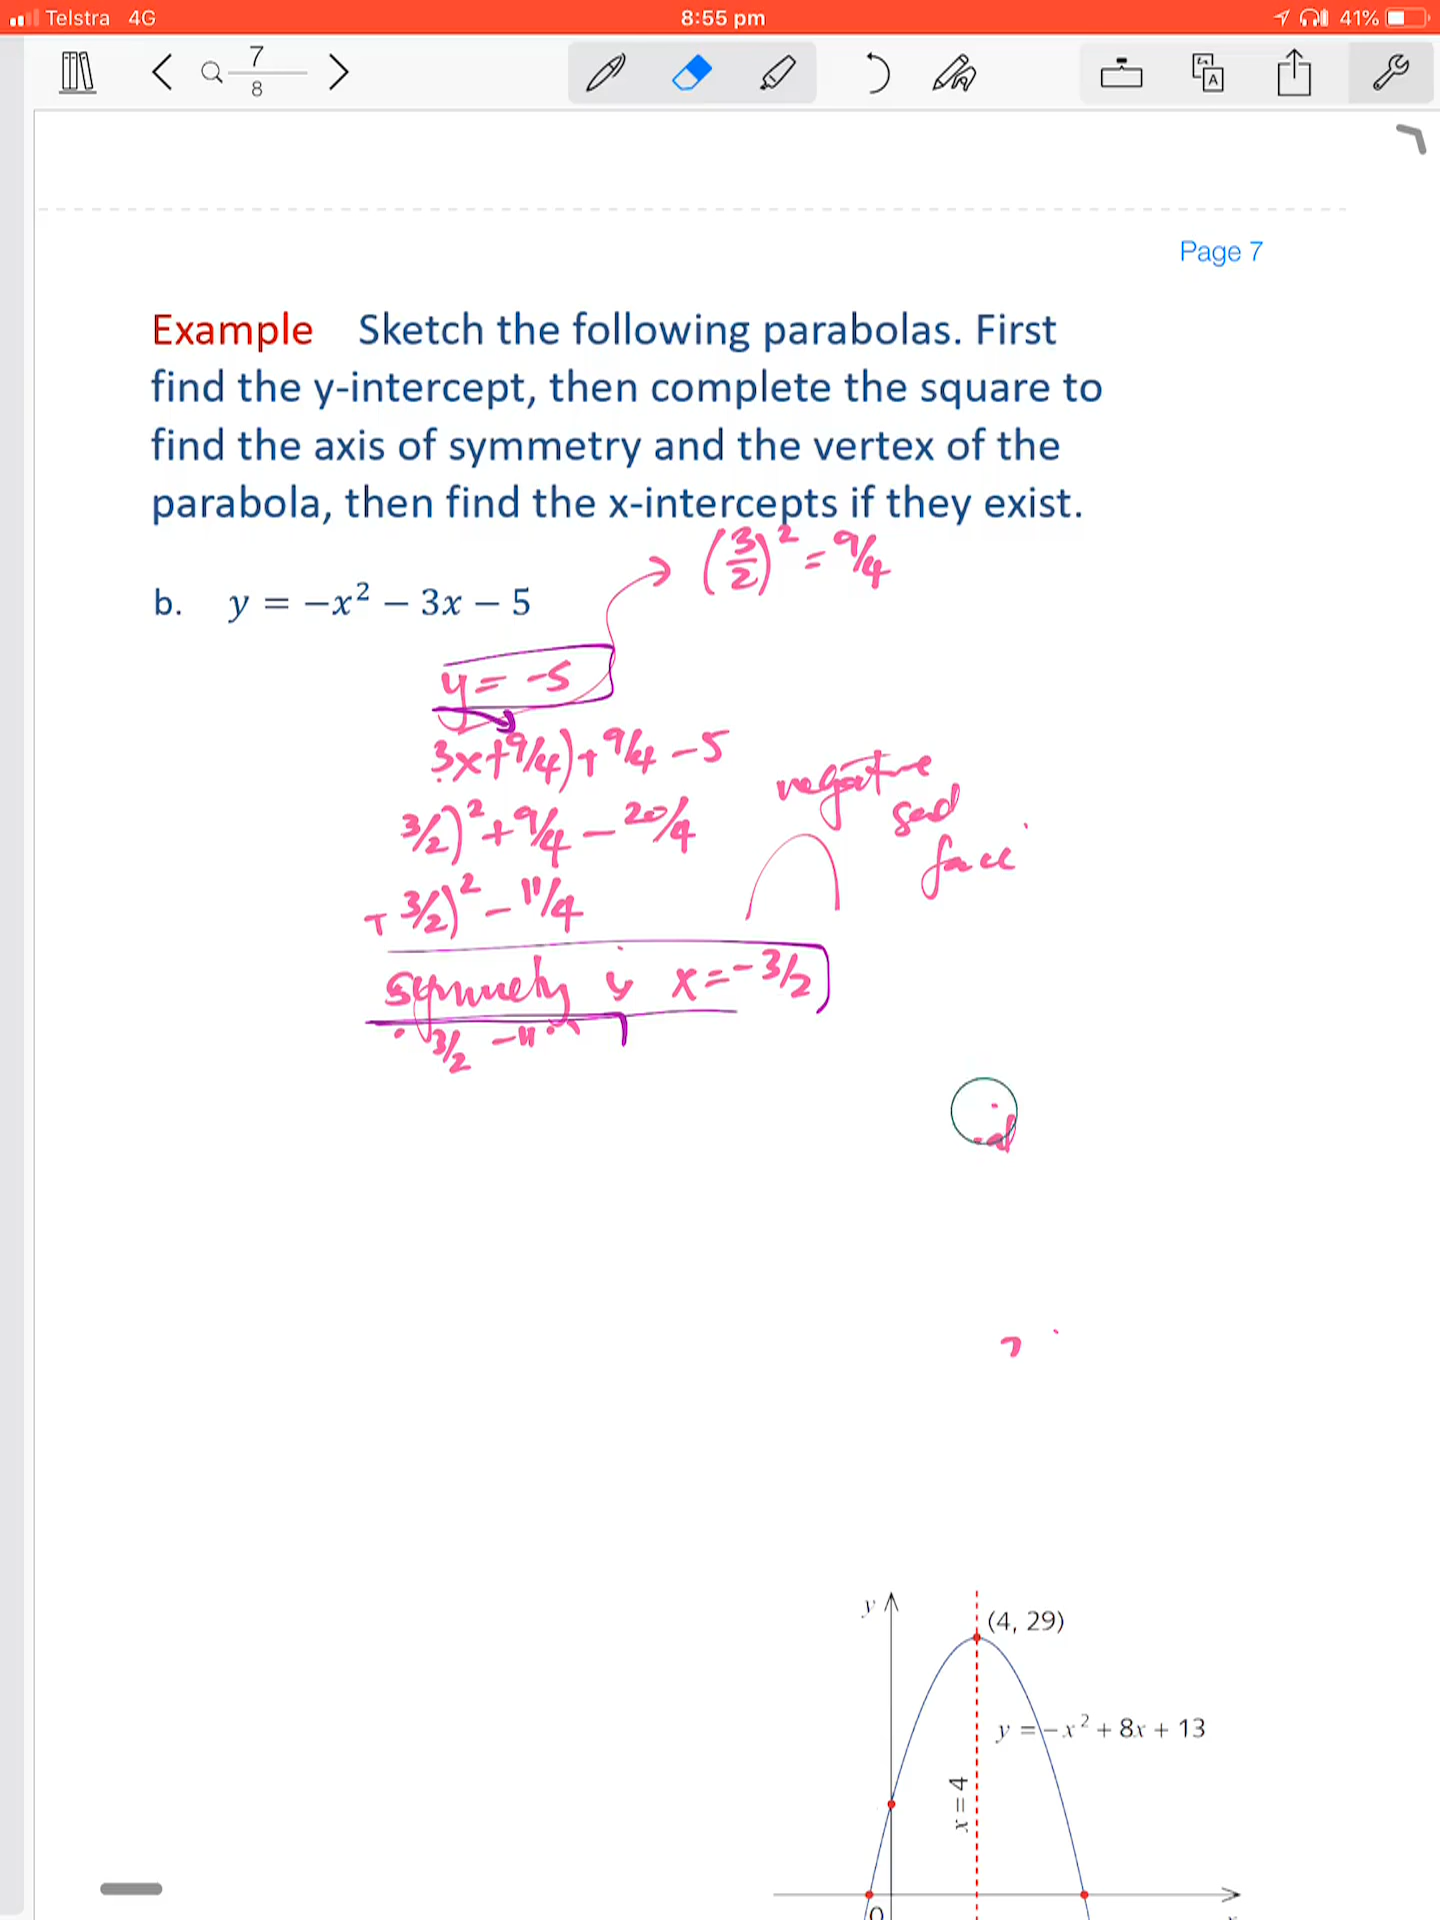 Telstra 4G 8:55 pm 41%
7
8
Page 7
Example Sketch the following parabolas. First
find the y-intercept, then complete the square to
find the axis of symmetry and the vertex of the
parabola, then find the x-intercepts if they exist.
(3/2)² = 9/4
b. y = −x² − 3x − 5
y = -5
3x + 9/4) + 9/4 - 5
negative
sad
face
3/2)² + 9/4 - 20/4
+ 3/2)² - 11/4
symmetry is x = -3/2
3/2 -11
y
(4, 29)
y = −x² + 8x + 13
x = 4
O